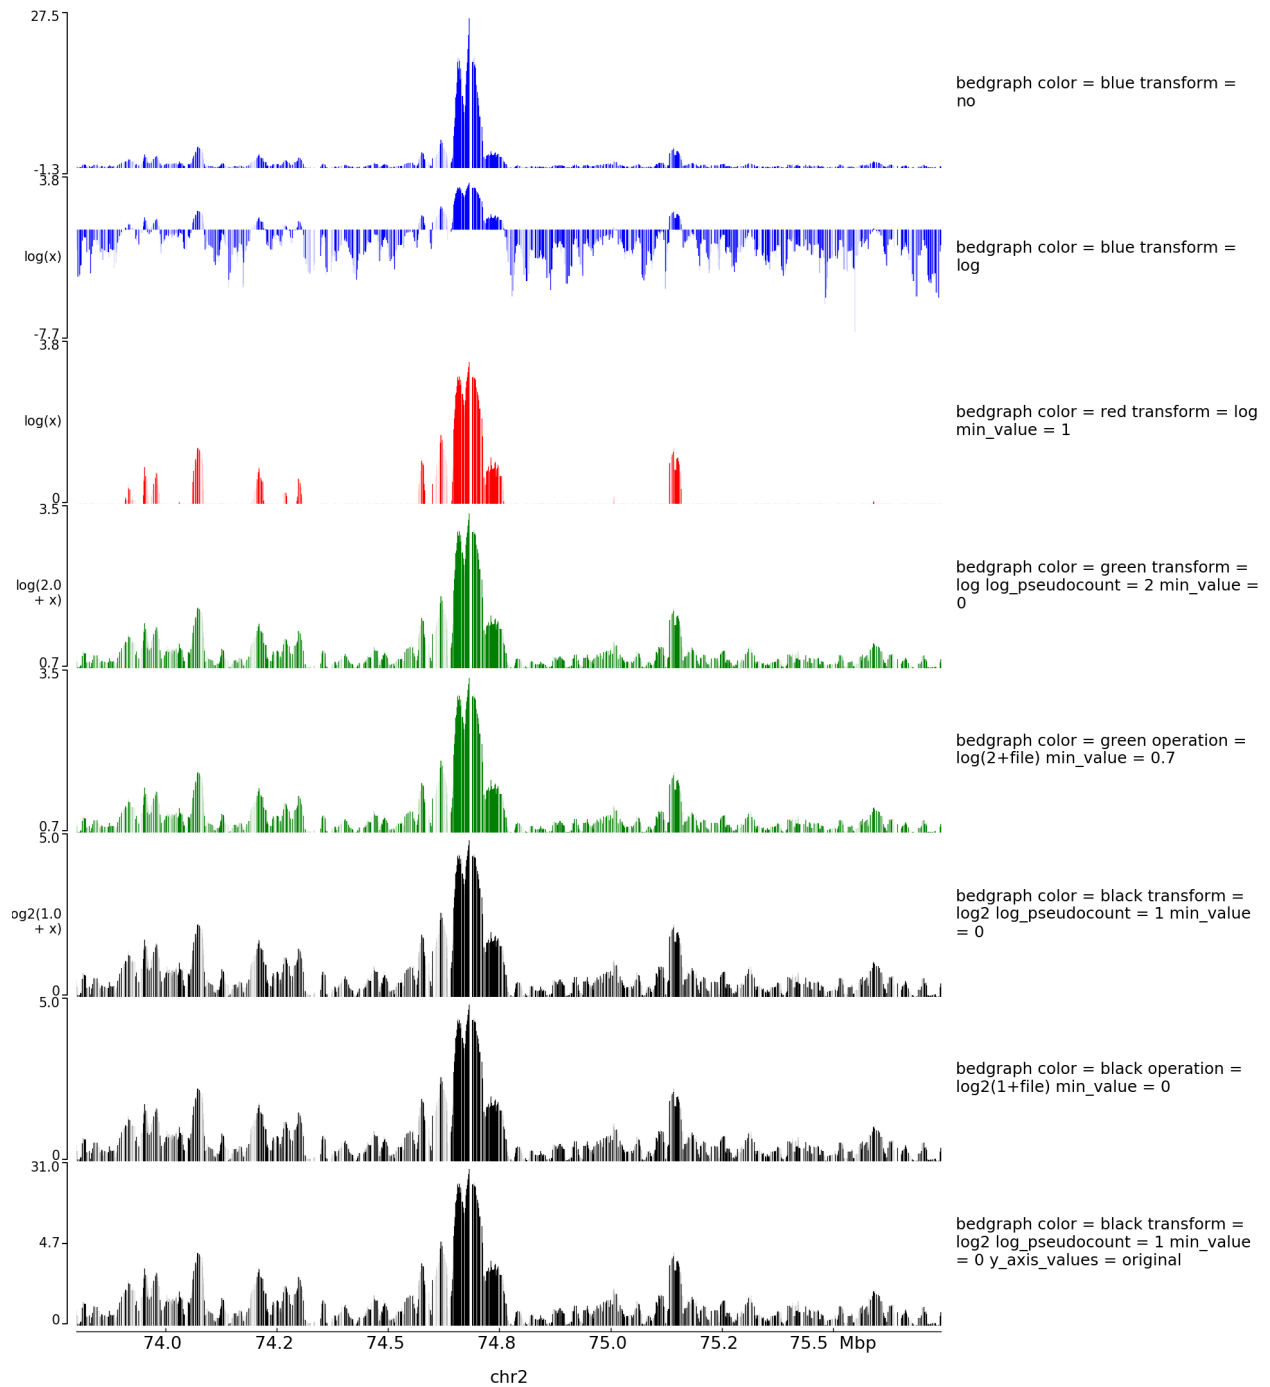 27.5
bedgraph color = blue transform =
no
-1.3
3.8
log(x)
bedgraph color = blue transform =
log
-7.7
3.8
log(x)
bedgraph color = red transform = log
min_value = 1
0
3.5
log(2.0
+ x)
bedgraph color = green transform =
log log_pseudocount = 2 min_value =
0
0.7
3.5
bedgraph color = green operation =
log(2+file) min_value = 0.7
0.7
5.0
og2(1.0
+ x)
bedgraph color = black transform =
log2 log_pseudocount = 1 min_value
= 0
0
5.0
bedgraph color = black operation =
log2(1+file) min_value = 0
0
31.0
4.7
bedgraph color = black transform =
log2 log_pseudocount = 1 min_value
= 0 y_axis_values = original
0
74.0 74.2 74.5 74.8 75.0 75.2 75.5 Mbp
chr2